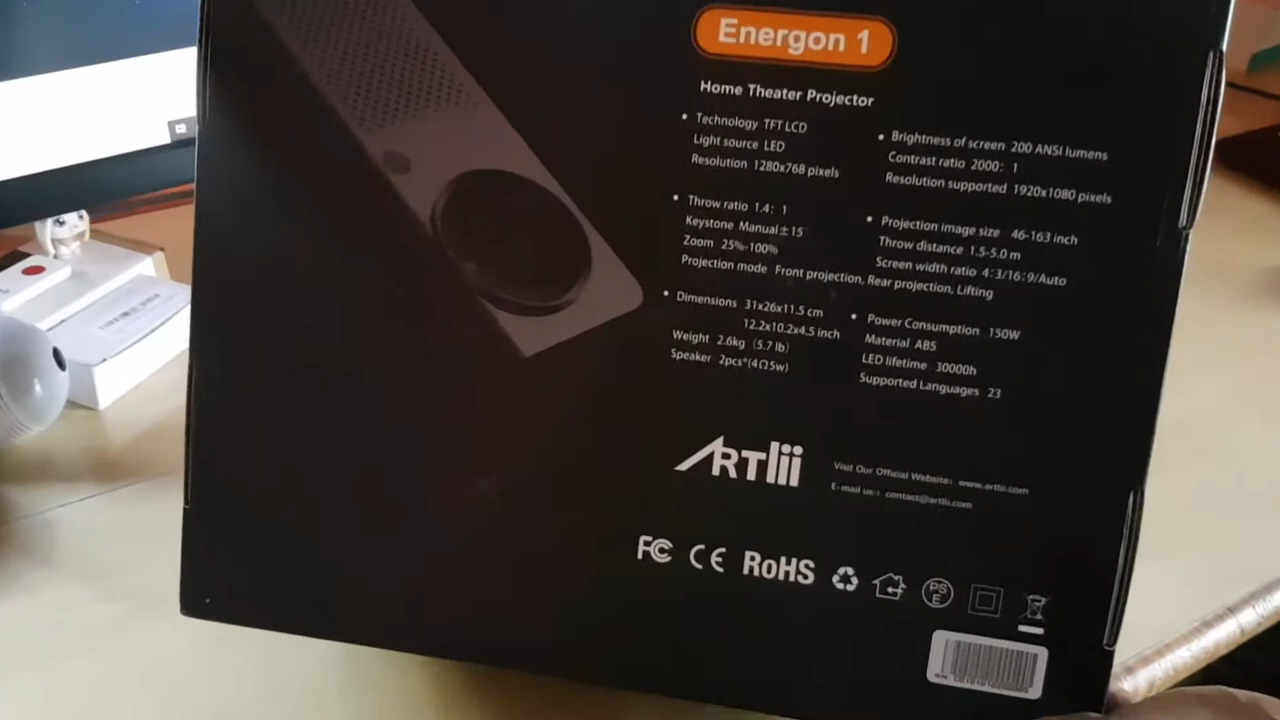 Energon 1
Home Theater Projector
Technology TFT LCD
Light source LED
Resolution 1280x768 pixels
Brightness of screen 200 ANSI lumens
Contrast ratio 2000: 1
Resolution supported 1920x1080 pixels
Throw ratio 1.4: 1
Keystone Manual±15
Zoom 25%-100%
Projection mode Front projection, Rear projection, Lifting
Projection image size 46-163 inch
Throw distance 1.5-5.0 m
Screen width ratio 4:3/16:9/Auto
Dimensions 31x26x11.5 cm
12.2x10.2x4.5 inch
Weight 2.6kg (5.7 lb)
Speaker 2pcs*(4Ω5w)
Power Consumption 150W
Material ABS
LED lifetime 30000h
Supported Languages 23
ARTlii
Visit Our Official Website: www.artlii.com
E-mail us: contact@artlii.com
FC CE RoHS PS E